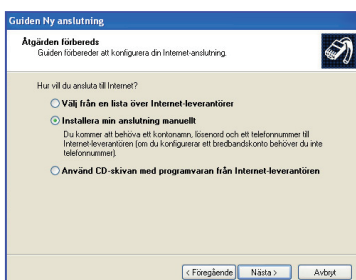 Guiden Ny anslutning
Åtgärden förbereds
Guiden förbereder att konfigurera din Internet-anslutning.
Hur vill du ansluta till Internet?
Välj från en lista över Internet-leverantörer
Installera min anslutning manuellt
Du kommer att behöva ett kontonamn, lösenord och ett telefonnummer till
Internet-leverantören (om du konfigurerar ett bredbandskonto behöver du inte
telefonnummer).
Använd CD-skivan med programvaran från Internet-leverantören
< Föregående
Nästa >
Avbryt